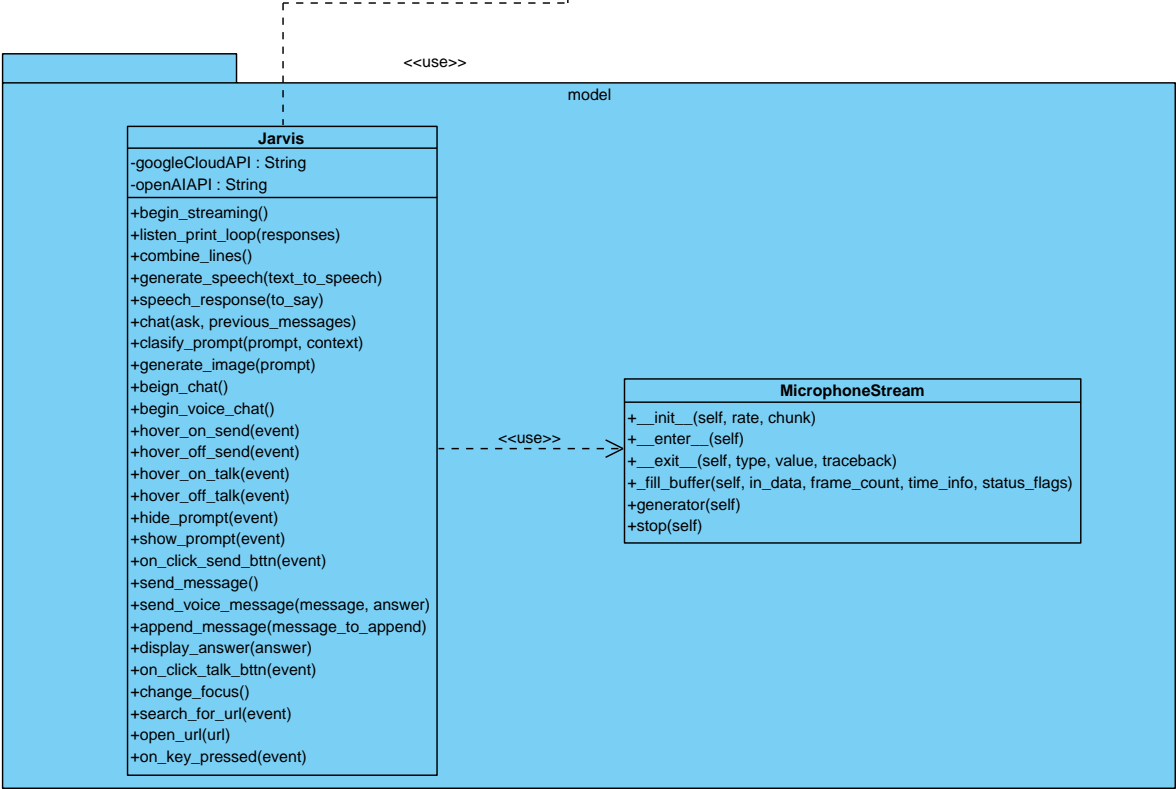 <<use>>
model
Jarvis
-googleCloudAPI : String
-openAIAPI : String
+begin_streaming()
+listen_print_loop(responses)
+combine_lines()
+generate_speech(text_to_speech)
+speech_response(to_say)
+chat(ask, previous_messages)
+clasify_prompt(prompt, context)
+generate_image(prompt)
+beign_chat()
+begin_voice_chat()
+hover_on_send(event)
+hover_off_send(event)
+hover_on_talk(event)
+hover_off_talk(event)
+hide_prompt(event)
+show_prompt(event)
+on_click_send_bttn(event)
+send_message()
+send_voice_message(message, answer)
+append_message(message_to_append)
+display_answer(answer)
+on_click_talk_bttn(event)
+change_focus()
+search_for_url(event)
+open_url(url)
+on_key_pressed(event)
<<use>>
MicrophoneStream
+__init__(self, rate, chunk)
+__enter__(self)
+__exit__(self, type, value, traceback)
+_fill_buffer(self, in_data, frame_count, time_info, status_flags)
+generator(self)
+stop(self)